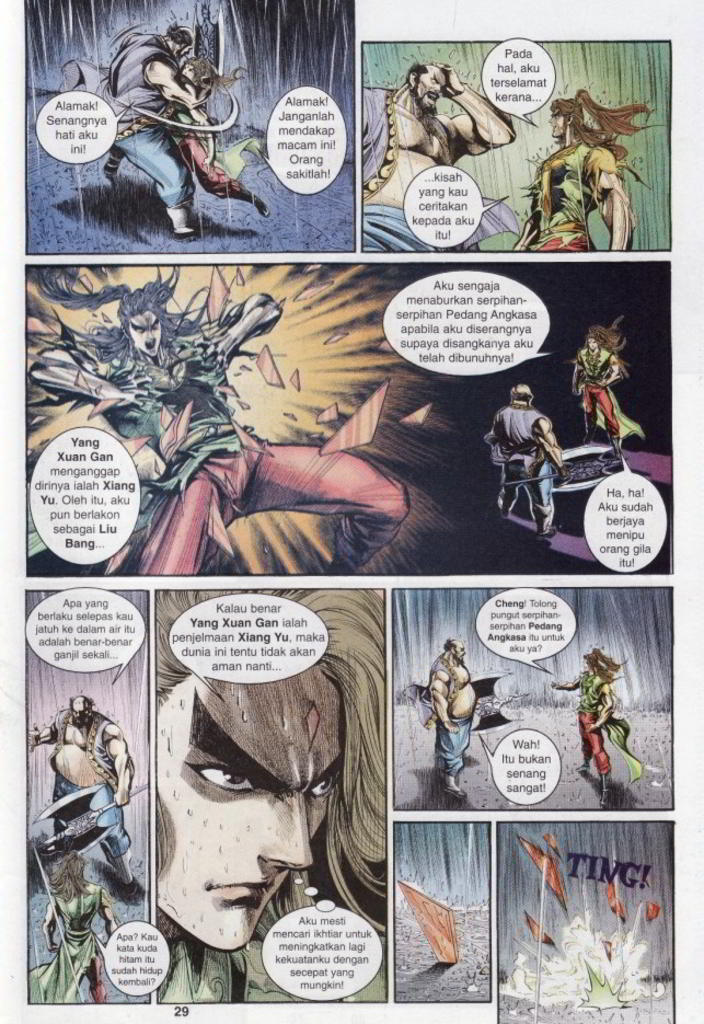 Alamak!
Senangnya
hati aku
ini!
Alamak!
Janganlah
mendakap
macam ini!
Orang
sakitlah!
Pada
hal, aku
terselamat
kerana...
...kisah
yang kau
ceritakan
kepada aku
itu!
Aku sengaja
menaburkan serpihan-
serpihan Pedang Angkasa
apabila aku diserangnya
supaya disangkanya aku
telah dibunuhnya!
Yang
Xuan Gan
menganggap
dirinya ialah Xiang
Yu. Oleh itu, aku
pun berlakon
sebagai Liu
Bang...
Ha, ha!
Aku sudah
berjaya
menipu
orang gila
itu!
Apa yang
berlaku selepas kau
jatuh ke dalam air itu
adalah benar-benar
ganjil sekali...
Apa? Kau
kata kuda
hitam itu
sudah hidup
kembali?
Kalau benar
Yang Xuan Gan ialah
penjelmaan Xiang Yu, maka
dunia ini tentu tidak akan
aman nanti...
Aku mesti
mencari ikhtiar untuk
meningkatkan lagi
kekuatanku dengan
secepat yang
mungkin!
Cheng! Tolong
pungut serpihan-
serpihan Pedang
Angkasa itu untuk
aku ya?
Wah!
Itu bukan
senang
sangat!
TING!
29